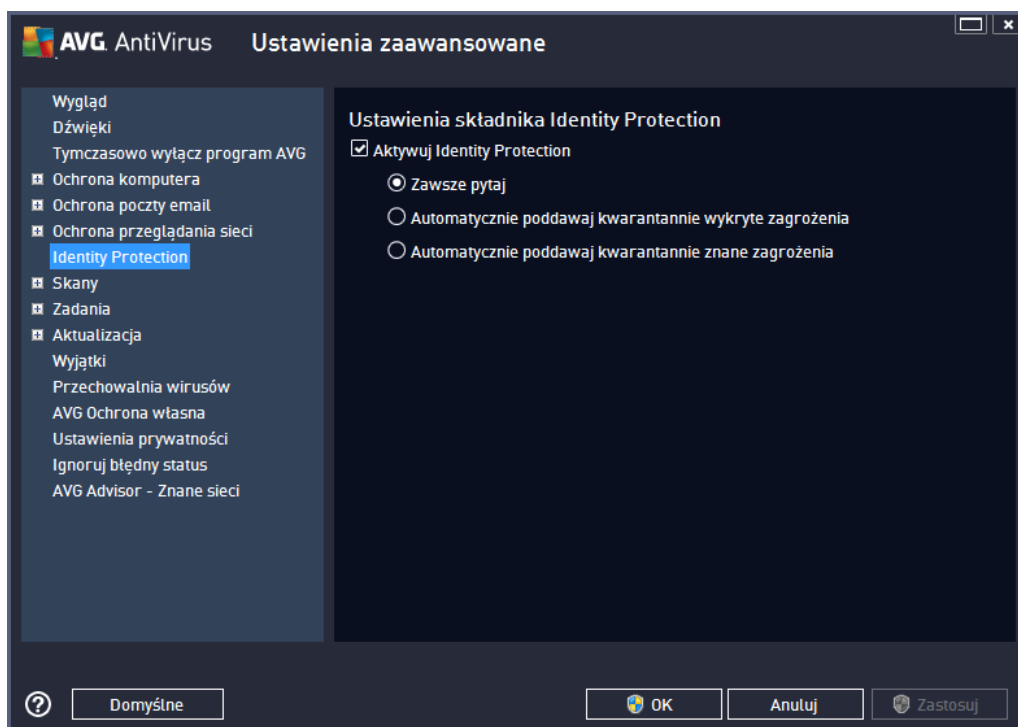 AVG. AntiVirus Ustawienia zaawansowane
Wygląd
Dźwięki
Tymczasowo wyłącz program AVG
Ochrona komputera
Ochrona poczty email
Ochrona przeglądania sieci
Identity Protection
Skany
Zadania
Aktualizacja
Wyjątki
Przechowalnia wirusów
AVG Ochrona własna
Ustawienia prywatności
Ignoruj błędny status
AVG Advisor - Znane sieci
Ustawienia składnika Identity Protection
Aktywuj Identity Protection
Zawsze pytaj
Automatycznie poddawaj kwarantannie wykryte zagrożenia
Automatycznie poddawaj kwarantannie znane zagrożenia
? Domyślne OK Anuluj Zastosuj